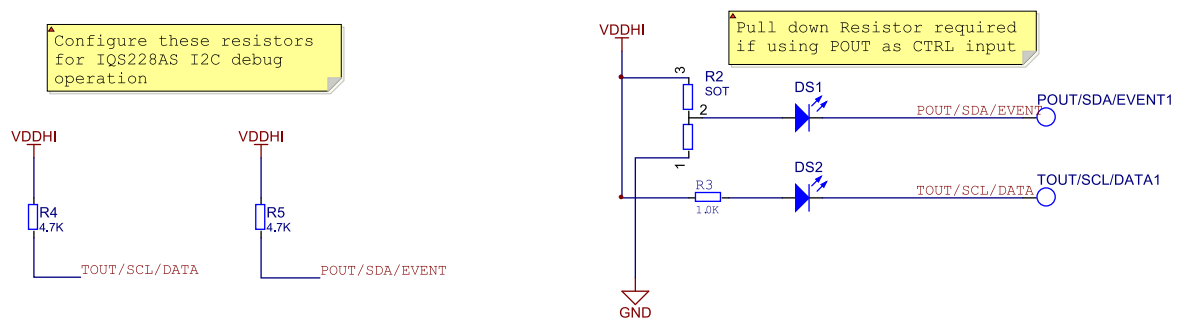 Configure these resistors
for IQS228AS I2C debug
operation
VDDHI
R4
4.7K
TOUT/SCL/DATA
VDDHI
R5
4.7K
POUT/SDA/EVENT
Pull down Resistor required
if using POUT as CTRL input
VDDHI
3
R2
SOT
2
1
DS1
POUT/SDA/EVENT
POUT/SDA/EVENT1
R3
1.0K
DS2
TOUT/SCL/DATA
TOUT/SCL/DATA1
GND